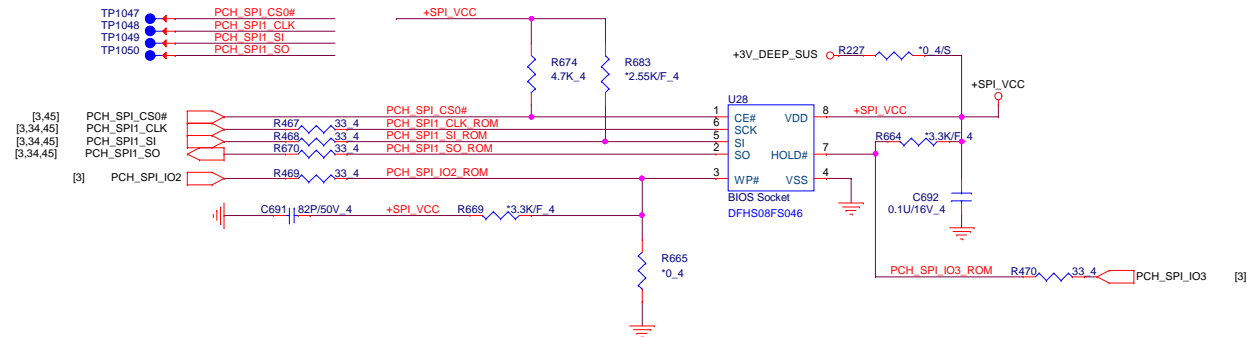 TP1047 PCH_SPI_CS0# +SPI_VCC
TP1048 PCH_SPI1_CLK
TP1049 PCH_SPI1_SI
TP1050 PCH_SPI1_SO
+3V_DEEP_SUS R227 *0_4/S
R674 R683
4.7K_4 *2.55K/F_4
+SPI_VCC
U28
[3,45] PCH_SPI_CS0# PCH_SPI_CS0# 1 CE# VDD 8 +SPI_VCC
[3,34,45] PCH_SPI1_CLK R467 33_4 PCH_SPI1_CLK_ROM 6 SCK
[3,34,45] PCH_SPI1_SI R468 33_4 PCH_SPI1_SI_ROM 5 SI
R664 *3.3K/F_4
[3,34,45] PCH_SPI1_SO R670 33_4 PCH_SPI1_SO_ROM 2 SO HOLD# 7
[3] PCH_SPI_IO2 R469 33_4 PCH_SPI_IO2_ROM 3 WP# VSS 4
BIOS Socket
DFHS08FS046
C692
0.1U/16V_4
C691 82P/50V_4 +SPI_VCC R669 *3.3K/F_4
R665
*0_4
PCH_SPI_IO3_ROM R470 33_4 PCH_SPI_IO3 [3]